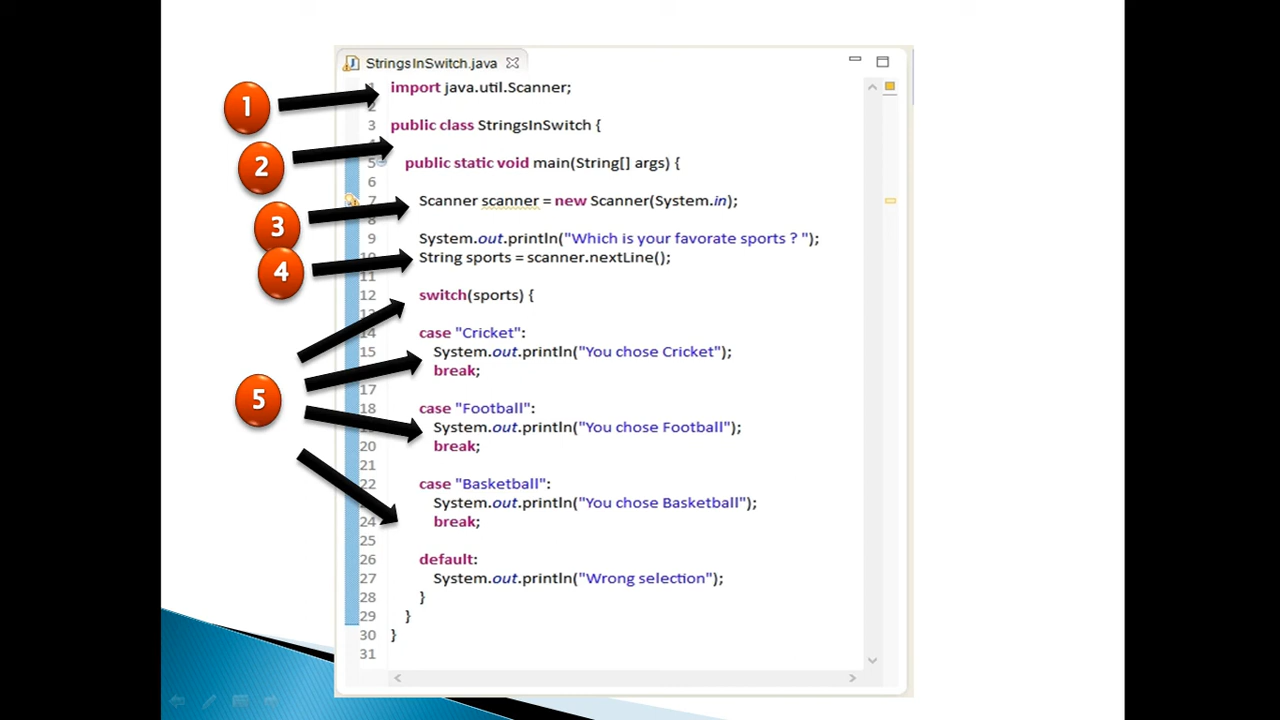 StringsInSwitch.java
1 import java.util.Scanner;
2
3 public class StringsInSwitch {
5 public static void main(String[] args) {
6
7 Scanner scanner = new Scanner(System.in);
8
9 System.out.println("Which is your favorate sports ? ");
10 String sports = scanner.nextLine();
11
12 switch(sports) {
13
14 case "Cricket":
15 System.out.println("You chose Cricket");
break;
17
18 case "Football":
System.out.println("You chose Football");
20 break;
21
22 case "Basketball":
System.out.println("You chose Basketball");
24 break;
25
26 default:
27 System.out.println("Wrong selection");
28 }
29 }
30 }
31
1
2
3
4
5